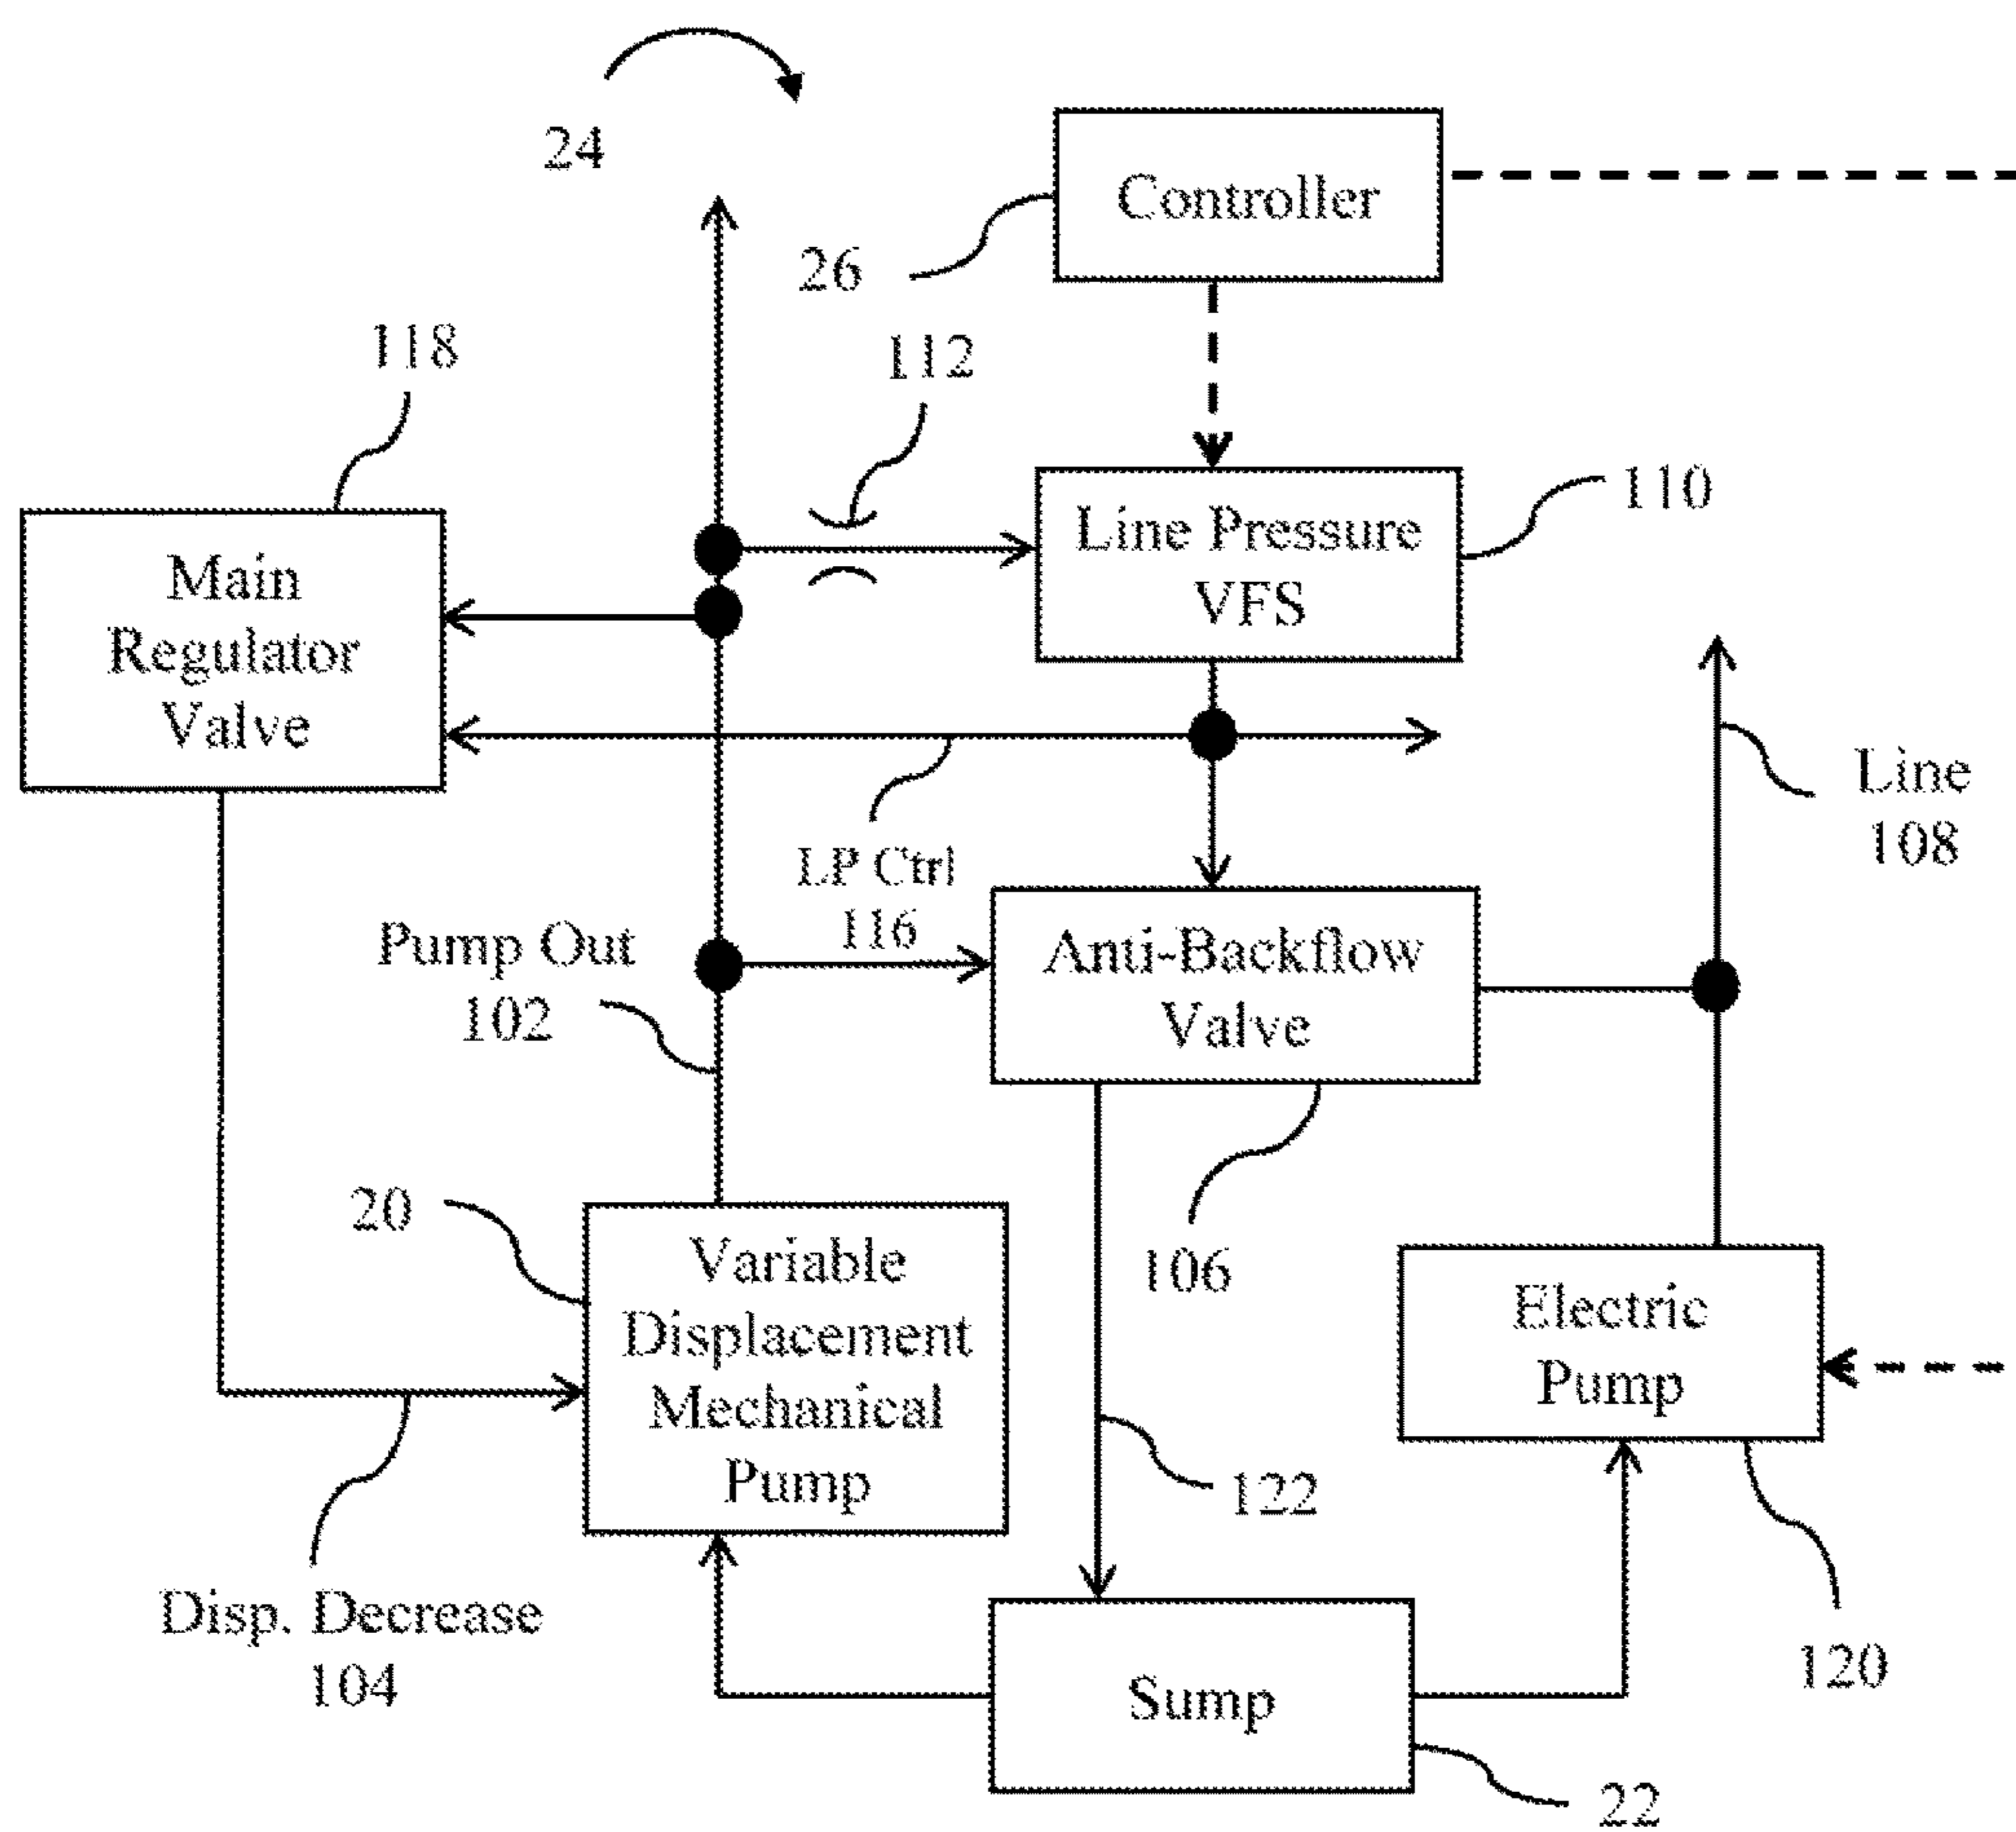 24
Controller
26
118
112
110
Line Pressure
VFS
Main
Regulator
Valve
Line
108
LP Ctrl
116
Pump Out
102
Anti-Backflow
Valve
20
Variable
Displacement
Mechanical
Pump
106
Electric
Pump
122
Disp. Decrease
104
Sump
120
22